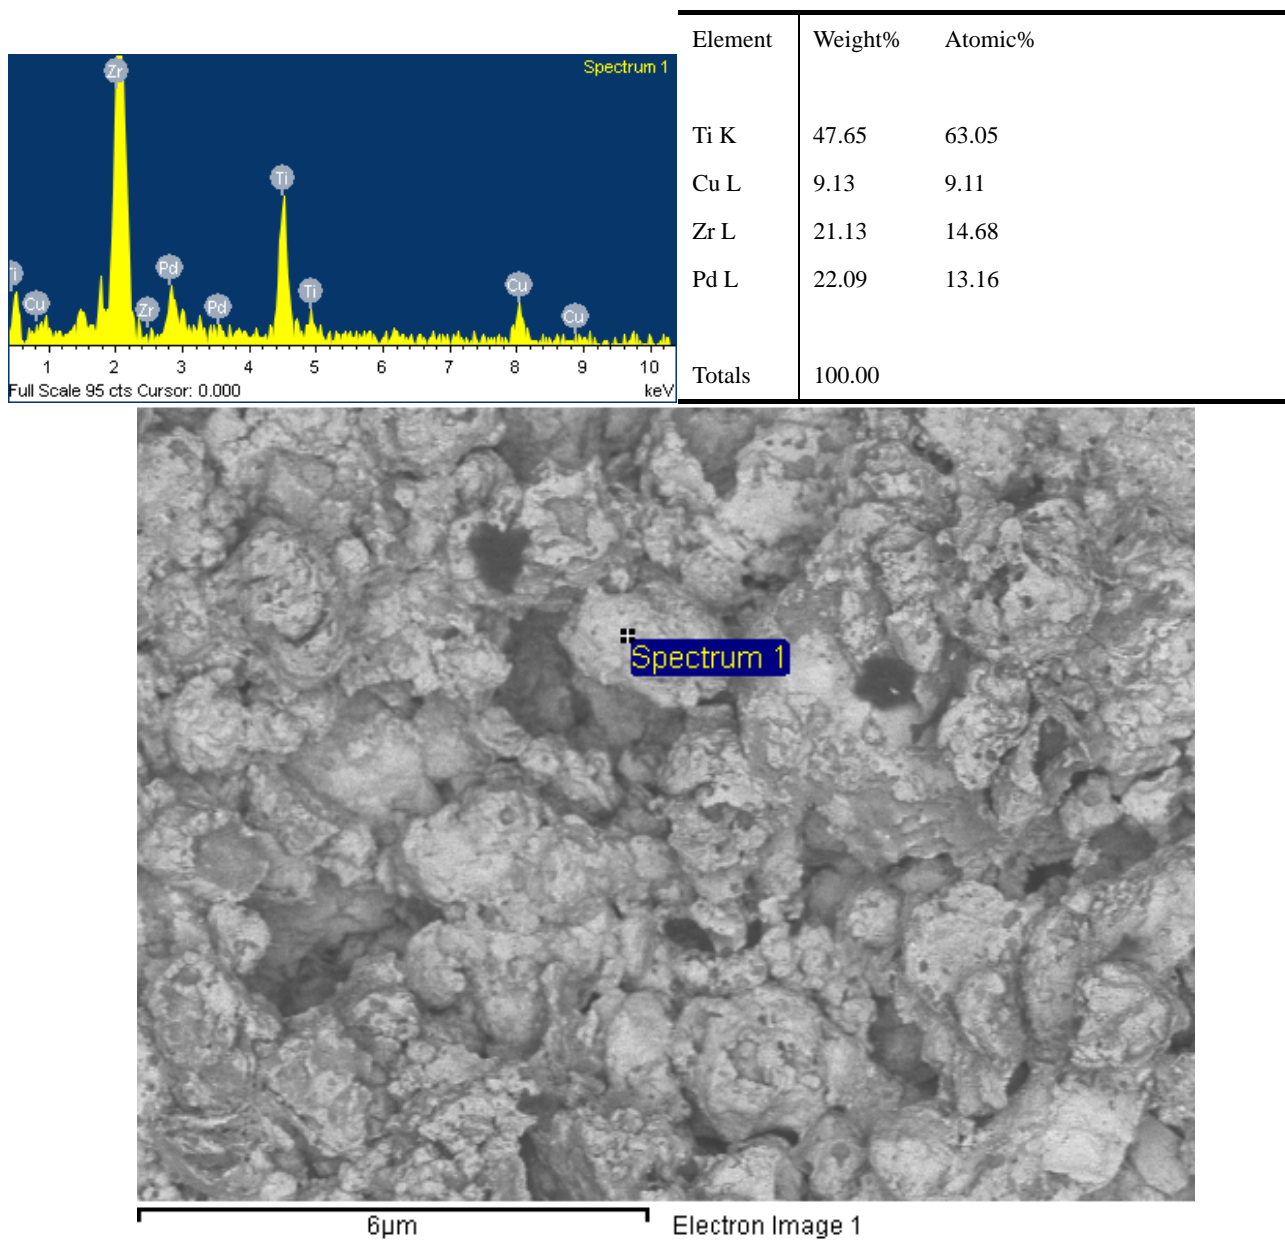 Spectrum 1
Zr
Ti
Ti
Pd
Ti
Cu
Zr
Pd
Cu
Cu
1 2 3 4 5 6 7 8 9 10
Full Scale 95 cts Cursor: 0.000 keV
Element Weight% Atomic%
Ti K 47.65 63.05
Cu L 9.13 9.11
Zr L 21.13 14.68
Pd L 22.09 13.16
Totals 100.00
Spectrum 1
6µm Electron Image 1